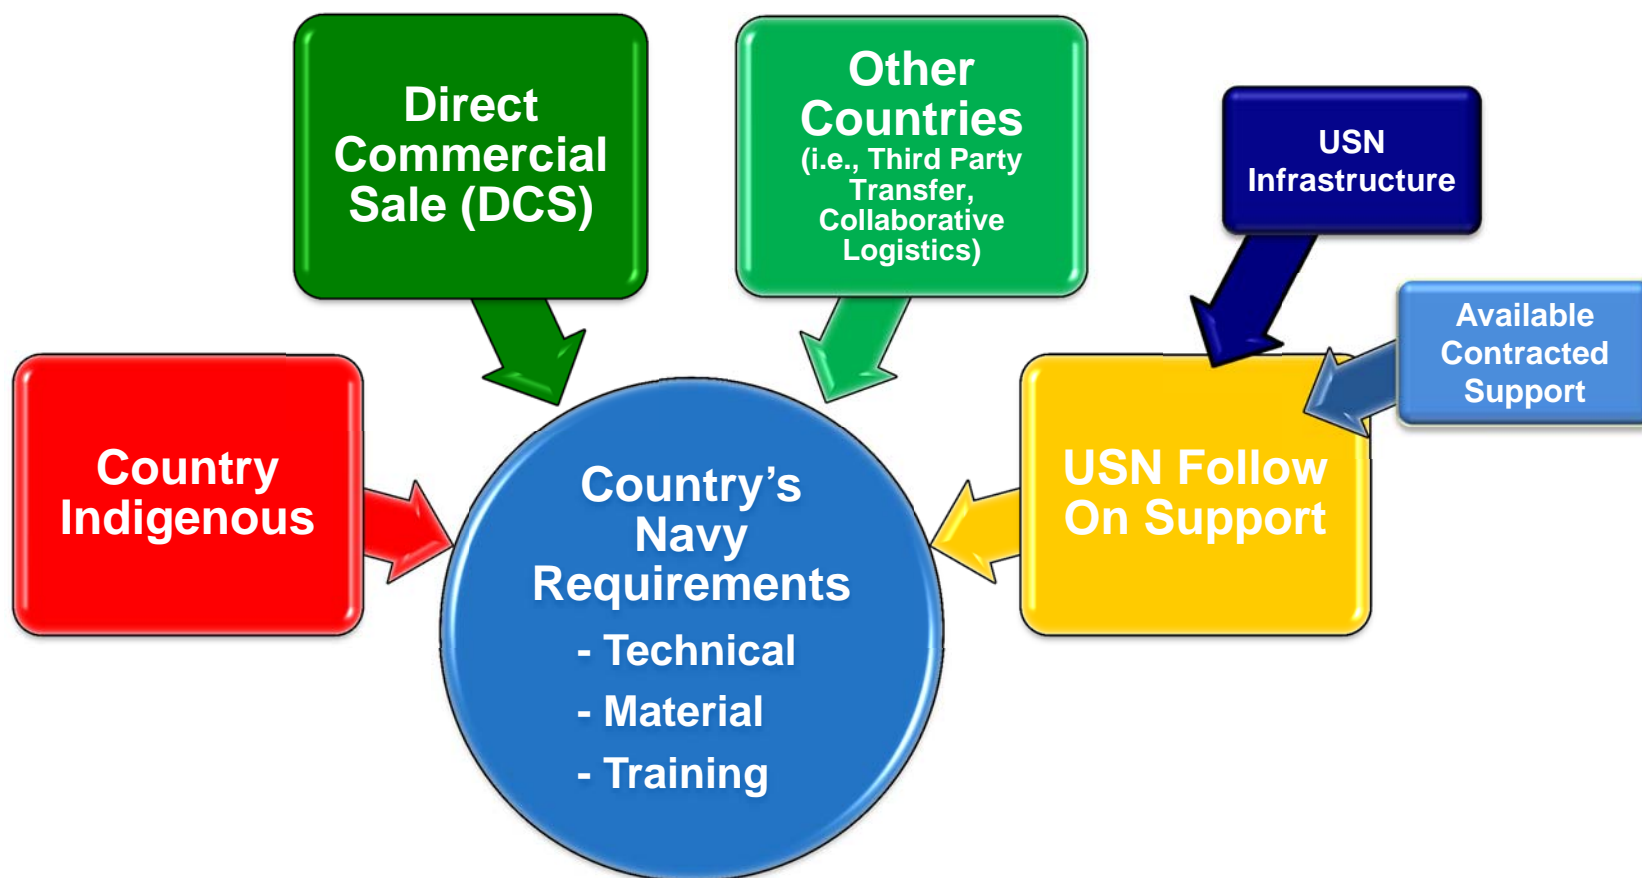 Direct
Commercial
Sale (DCS)
Other
Countries
(i.e., Third Party
Transfer,
Collaborative
Logistics)
USN
Infrastructure
Available
Contracted
Support
Country
Indigenous
Country’s
Navy
Requirements
- Technical
- Material
- Training
USN Follow
On Support